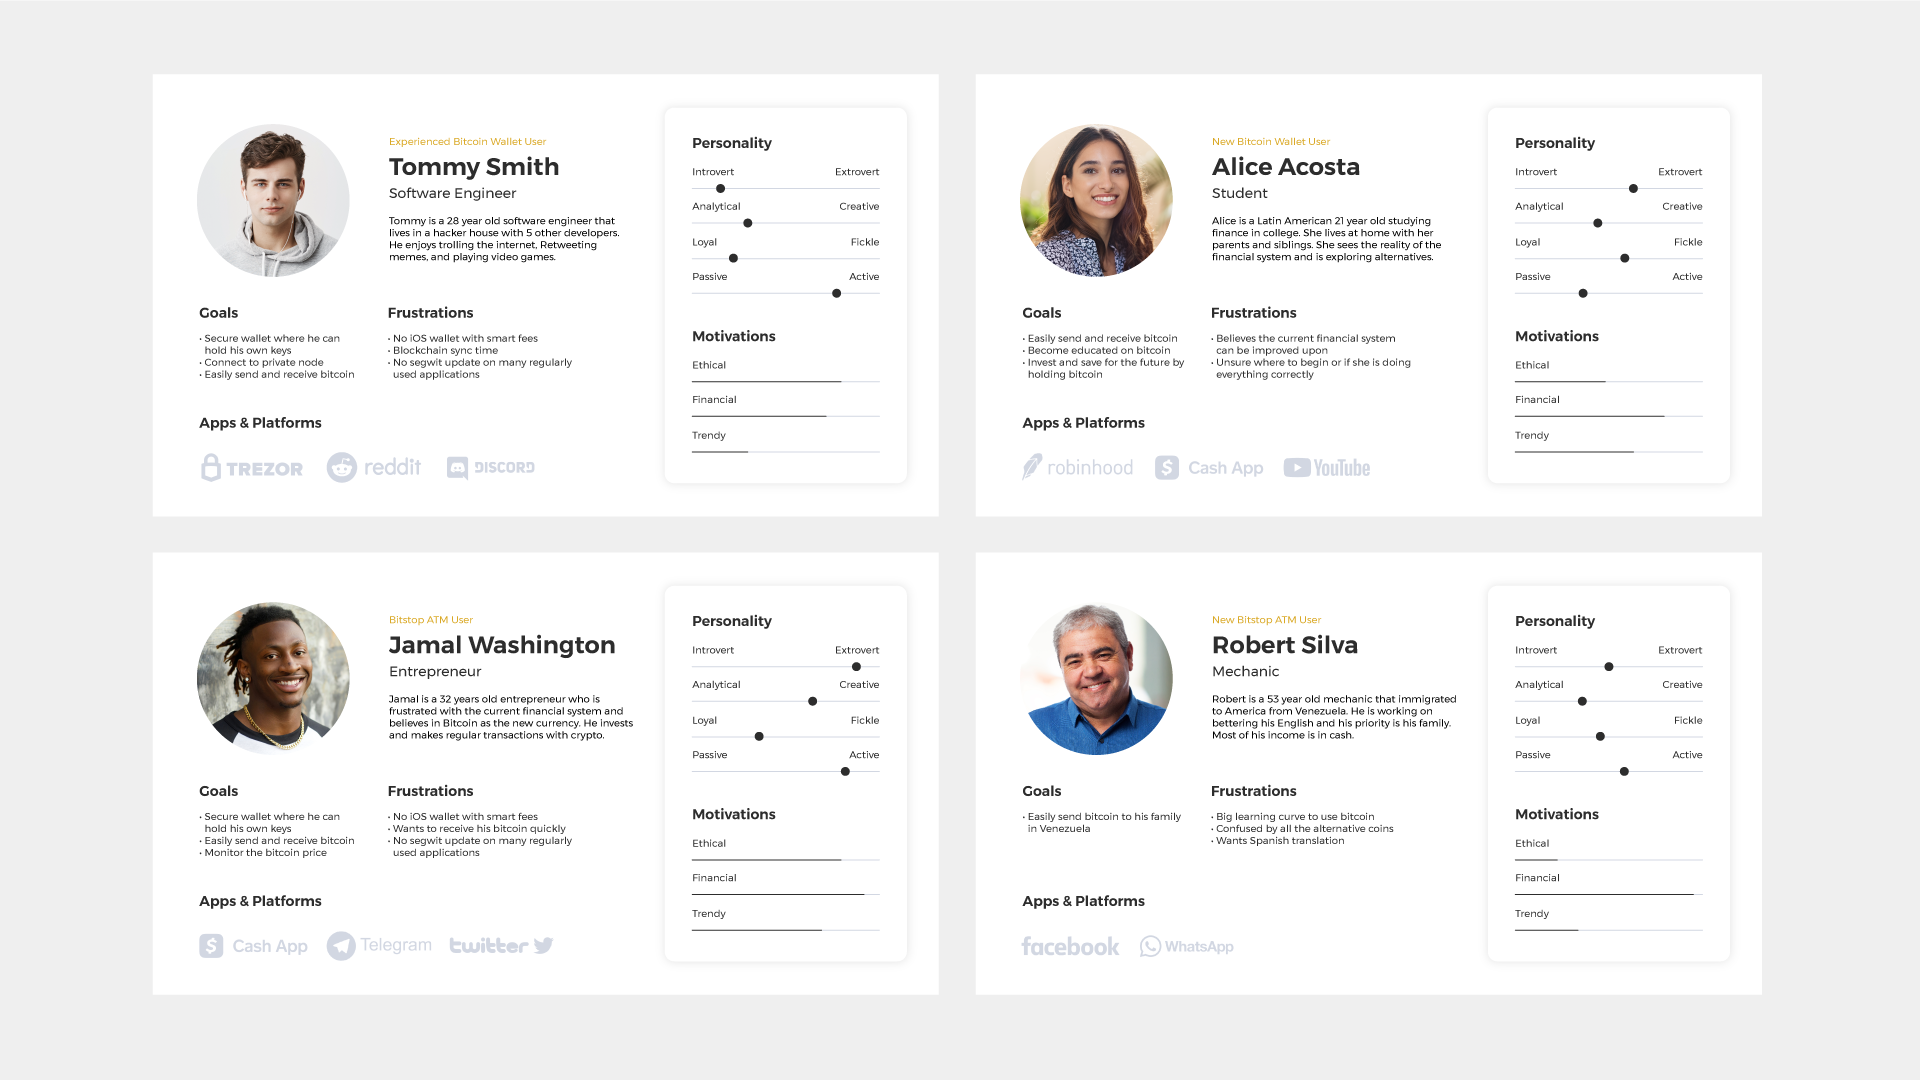 Experienced Bitcoin Wallet User
Tommy Smith
Software Engineer
Tommy is a 28 year old software engineer that
lives in a hacker house with 5 other developers.
He enjoys trolling the internet, Retweeting
memes, and playing video games.
Goals
• Secure wallet where he can
hold his own keys
• Connect to private node
• Easily send and receive bitcoin
Frustrations
• No iOS wallet with smart fees
• Blockchain sync time
• No segwit update on many regularly
used applications
Apps & Platforms
TREZOR reddit DISCORD
Personality
Introvert Extrovert
Analytical Creative
Loyal Fickle
Passive Active
Motivations
Ethical
Financial
Trendy
New Bitcoin Wallet User
Alice Acosta
Student
Alice is a Latin American 21 year old studying
finance in college. She lives at home with her
parents and siblings. She sees the reality of the
financial system and is exploring alternatives.
Goals
• Easily send and receive bitcoin
• Become educated on bitcoin
• Invest and save for the future by
holding bitcoin
Frustrations
• Believes the current financial system
can be improved upon
• Unsure where to begin or if she is doing
everything correctly
Apps & Platforms
robinhood Cash App YouTube
Personality
Introvert Extrovert
Analytical Creative
Loyal Fickle
Passive Active
Motivations
Ethical
Financial
Trendy
Bitstop ATM User
Jamal Washington
Entrepreneur
Jamal is a 32 years old entrepreneur who is
frustrated with the current financial system and
believes in Bitcoin as the new currency. He invests
and makes regular transactions with crypto.
Goals
• Secure wallet where he can
hold his own keys
• Easily send and receive bitcoin
• Monitor the bitcoin price
Frustrations
• No iOS wallet with smart fees
• Wants to receive his bitcoin quickly
• No segwit update on many regularly
used applications
Apps & Platforms
Cash App Telegram twitter
Personality
Introvert Extrovert
Analytical Creative
Loyal Fickle
Passive Active
Motivations
Ethical
Financial
Trendy
New Bitstop ATM User
Robert Silva
Mechanic
Robert is a 53 year old mechanic that immigrated
to America from Venezuela. He is working on
bettering his English and his priority is his family.
Most of his income is in cash.
Goals
• Easily send bitcoin to his family
in Venezuela
Frustrations
• Big learning curve to use bitcoin
• Confused by all the alternative coins
• Wants Spanish translation
Apps & Platforms
facebook WhatsApp
Personality
Introvert Extrovert
Analytical Creative
Loyal Fickle
Passive Active
Motivations
Ethical
Financial
Trendy